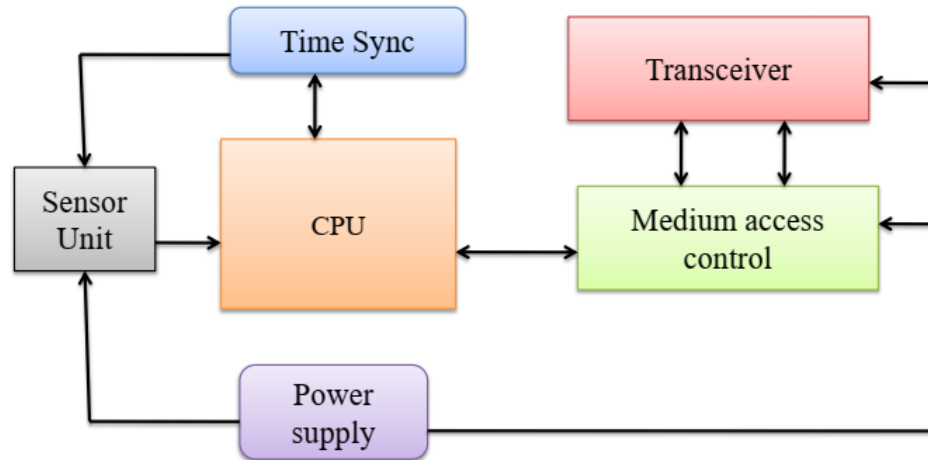 Time Sync
Transceiver
Sensor
Unit
CPU
Medium access
control
Power
supply